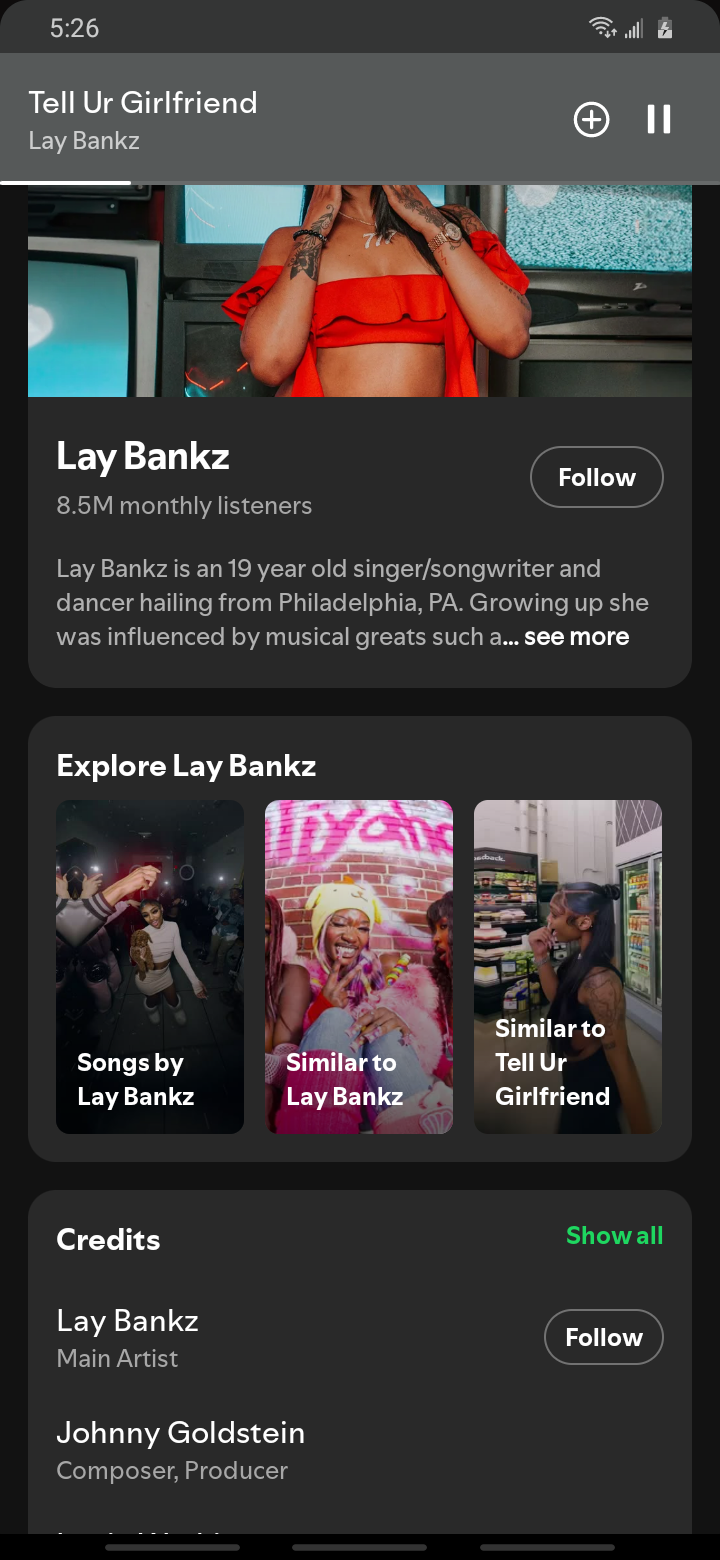 5:26
Tell Ur Girlfriend
Lay Bankz
777
Lay Bankz
8.5M monthly listeners
Follow
Lay Bankz is an 19 year old singer/songwriter and
dancer hailing from Philadelphia, PA. Growing up she
was influenced by musical greats such a... see more
Explore Lay Bankz
Songs by
Lay Bankz
Similar to
Lay Bankz
Similar to
Tell Ur
Girlfriend
Credits
Show all
Lay Bankz
Main Artist
Follow
Johnny Goldstein
Composer, Producer